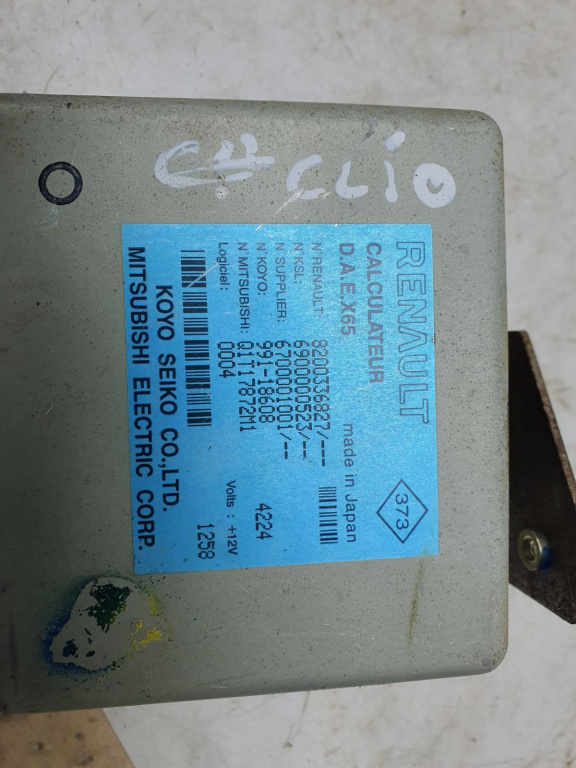 C# CLIO
RENAULT
CALCULATEUR
D.A.E.X65 made in Japan
373
N°RENAULT: 8200336827/---
N°KSL: 6900000523/--
N°SUPPLIER: 6700001001/--
N°KOYO: 991-18608 4224
N°MITSUBISHI: Q1T17872M1
Logiciel: 0004 Volts : +12V
1258
KOYO SEIKO CO.,LTD.
MITSUBISHI ELECTRIC CORP.